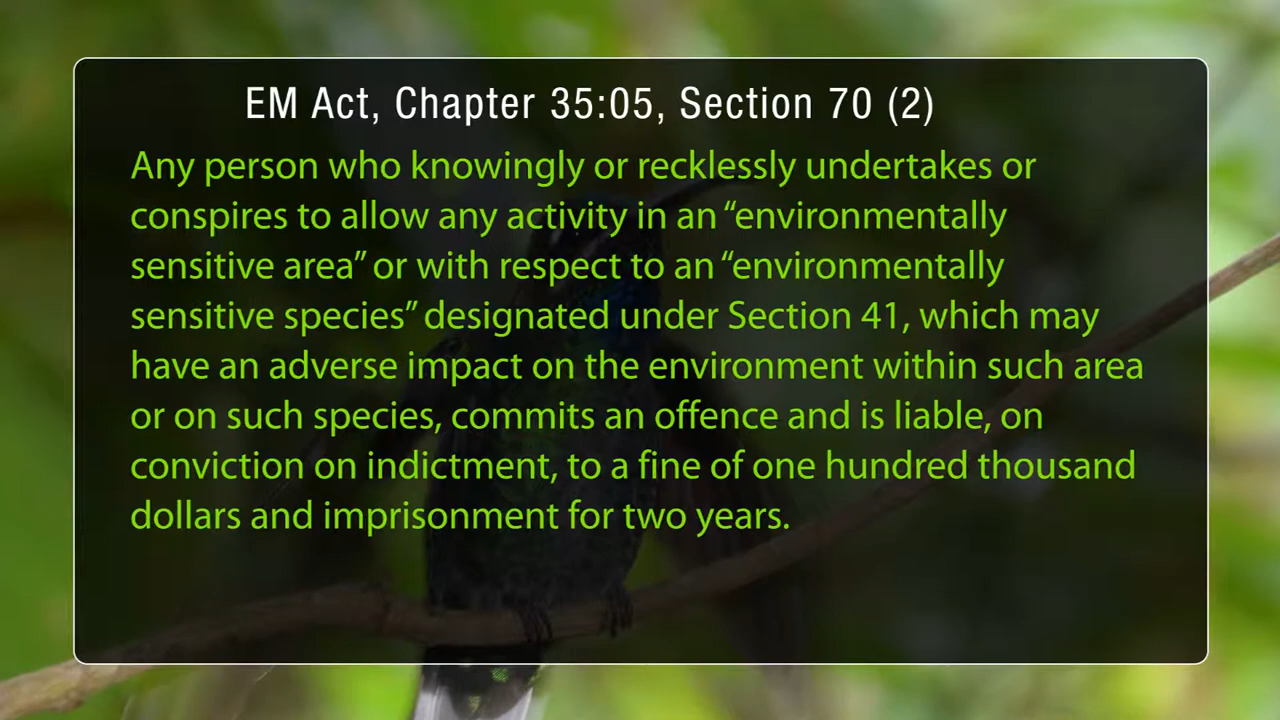 EM Act, Chapter 35:05, Section 70 (2)
Any person who knowingly or recklessly undertakes or
conspires to allow any activity in an “environmentally
sensitive area” or with respect to an “environmentally
sensitive species” designated under Section 41, which may
have an adverse impact on the environment within such area
or on such species, commits an offence and is liable, on
conviction on indictment, to a fine of one hundred thousand
dollars and imprisonment for two years.